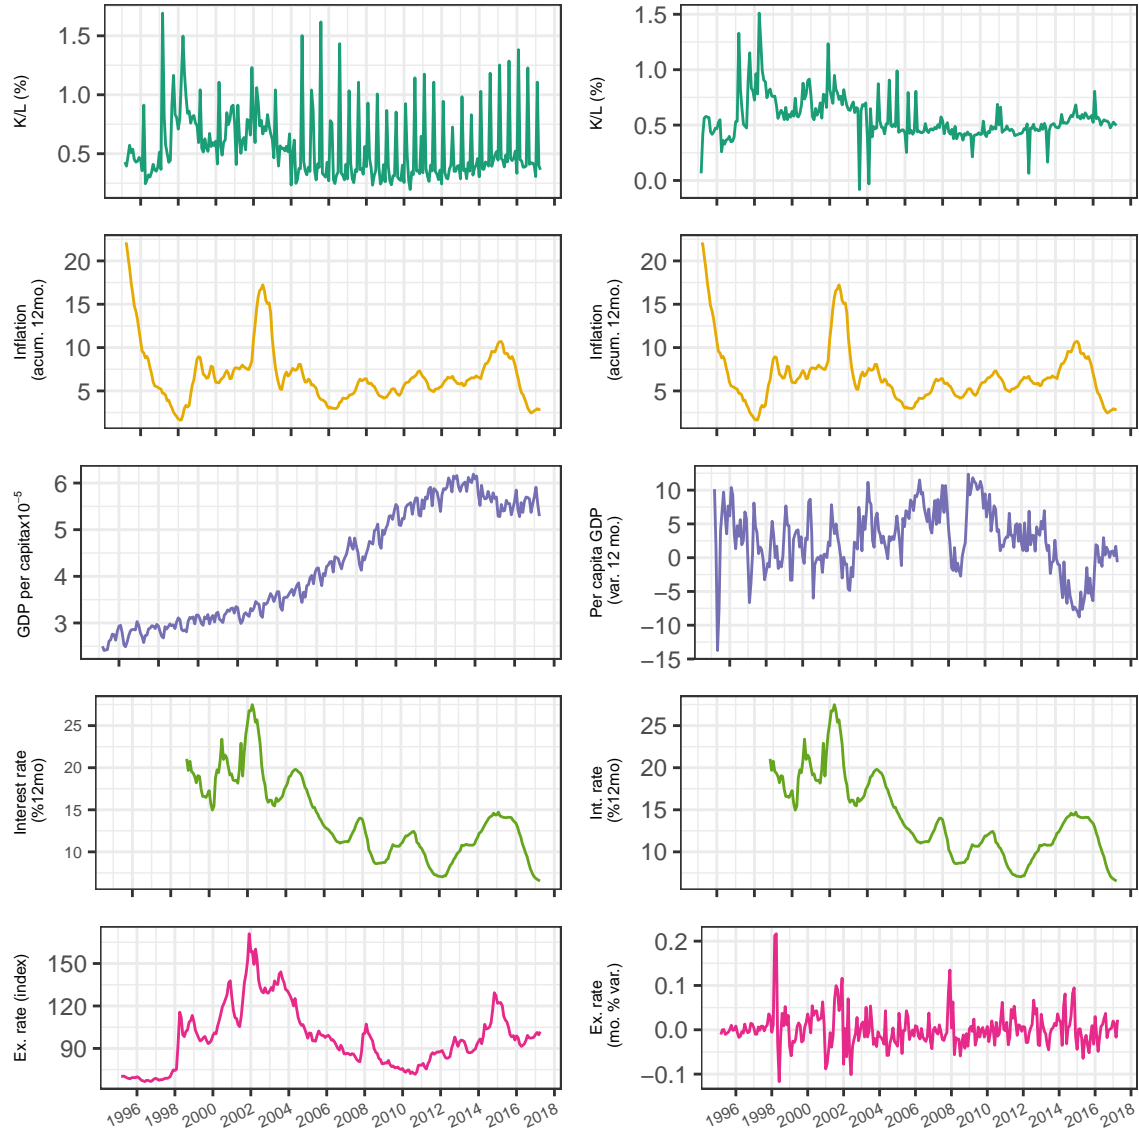 K/L (%)
1.5
1.0
0.5
K/L (%)
1.5
1.0
0.5
0.0
Inflation
(acum. 12mo.)
20
15
10
5
Inflation
(acum. 12mo.)
20
15
10
5
GDP per capitax10⁻⁵
6
5
4
3
Per capita GDP
(var. 12 mo.)
10
5
0
−5
−10
−15
Interest rate
(%12mo)
25
20
15
10
Int. rate
(%12mo)
25
20
15
10
Ex. rate (index)
150
120
90
1996 1998 2000 2002 2004 2006 2008 2010 2012 2014 2016 2018
Ex. rate
(mo. % var.)
0.2
0.1
0.0
−0.1
1996 1998 2000 2002 2004 2006 2008 2010 2012 2014 2016 2018